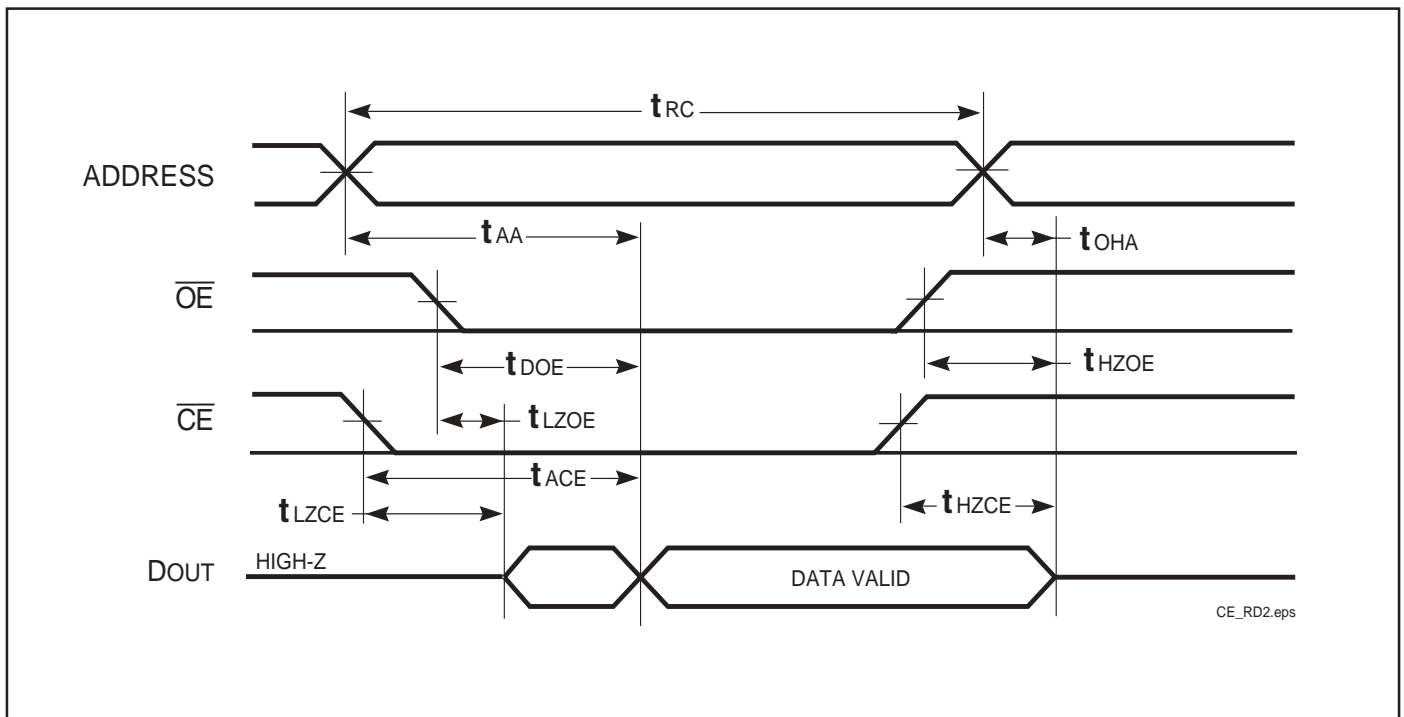 tRC
ADDRESS
tAA
tOHA
OE
tDOE
tHZOE
CE
tLZOE
tACE
tLZCE
tHZCE
DOUT
HIGH-Z
DATA VALID
CE_RD2.eps